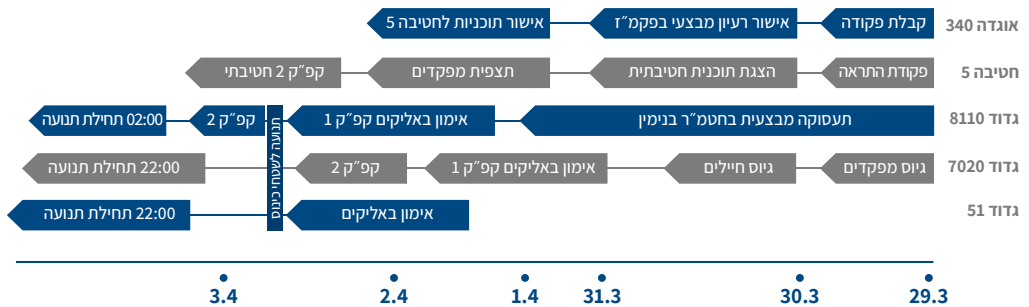 אוגדה 340 קבלת פקודה אישור רעיון מבצעי בפקמ״ז אישור תוכניות לחטיבה 5
חטיבה 5 פקודת התראה הצגת תוכנית חטיבתית תצפית מפקדים קפ״ק 2 חטיבתי
גדוד 8110 תעסוקה מבצעית בחטמ״ר בנימין אימון באליקים קפ״ק 1 קפ״ק 2 02:00 תחילת תנועה
תנועה לשטחי כינוס
גדוד 7020 גיוס מפקדים גיוס חיילים אימון באליקים קפ״ק 1 קפ״ק 2 22:00 תחילת תנועה
גדוד 51 אימון באליקים 22:00 תחילת תנועה
29.3 30.3 31.3 1.4 2.4 3.4